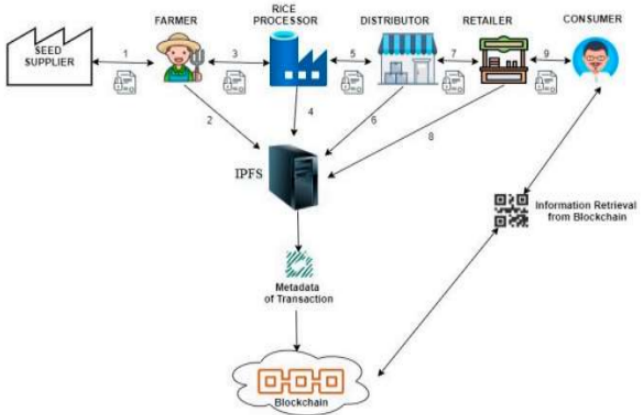 FARMER
RICE
PROCESSOR
DISTRIBUTOR
RETAILER
CONSUMER
SEED
SUPPLIER
1
3
5
7
9
2
4
6
8
IPFS
Information Retrieval
from Blockchain
Metadata
of Transaction
Blockchain